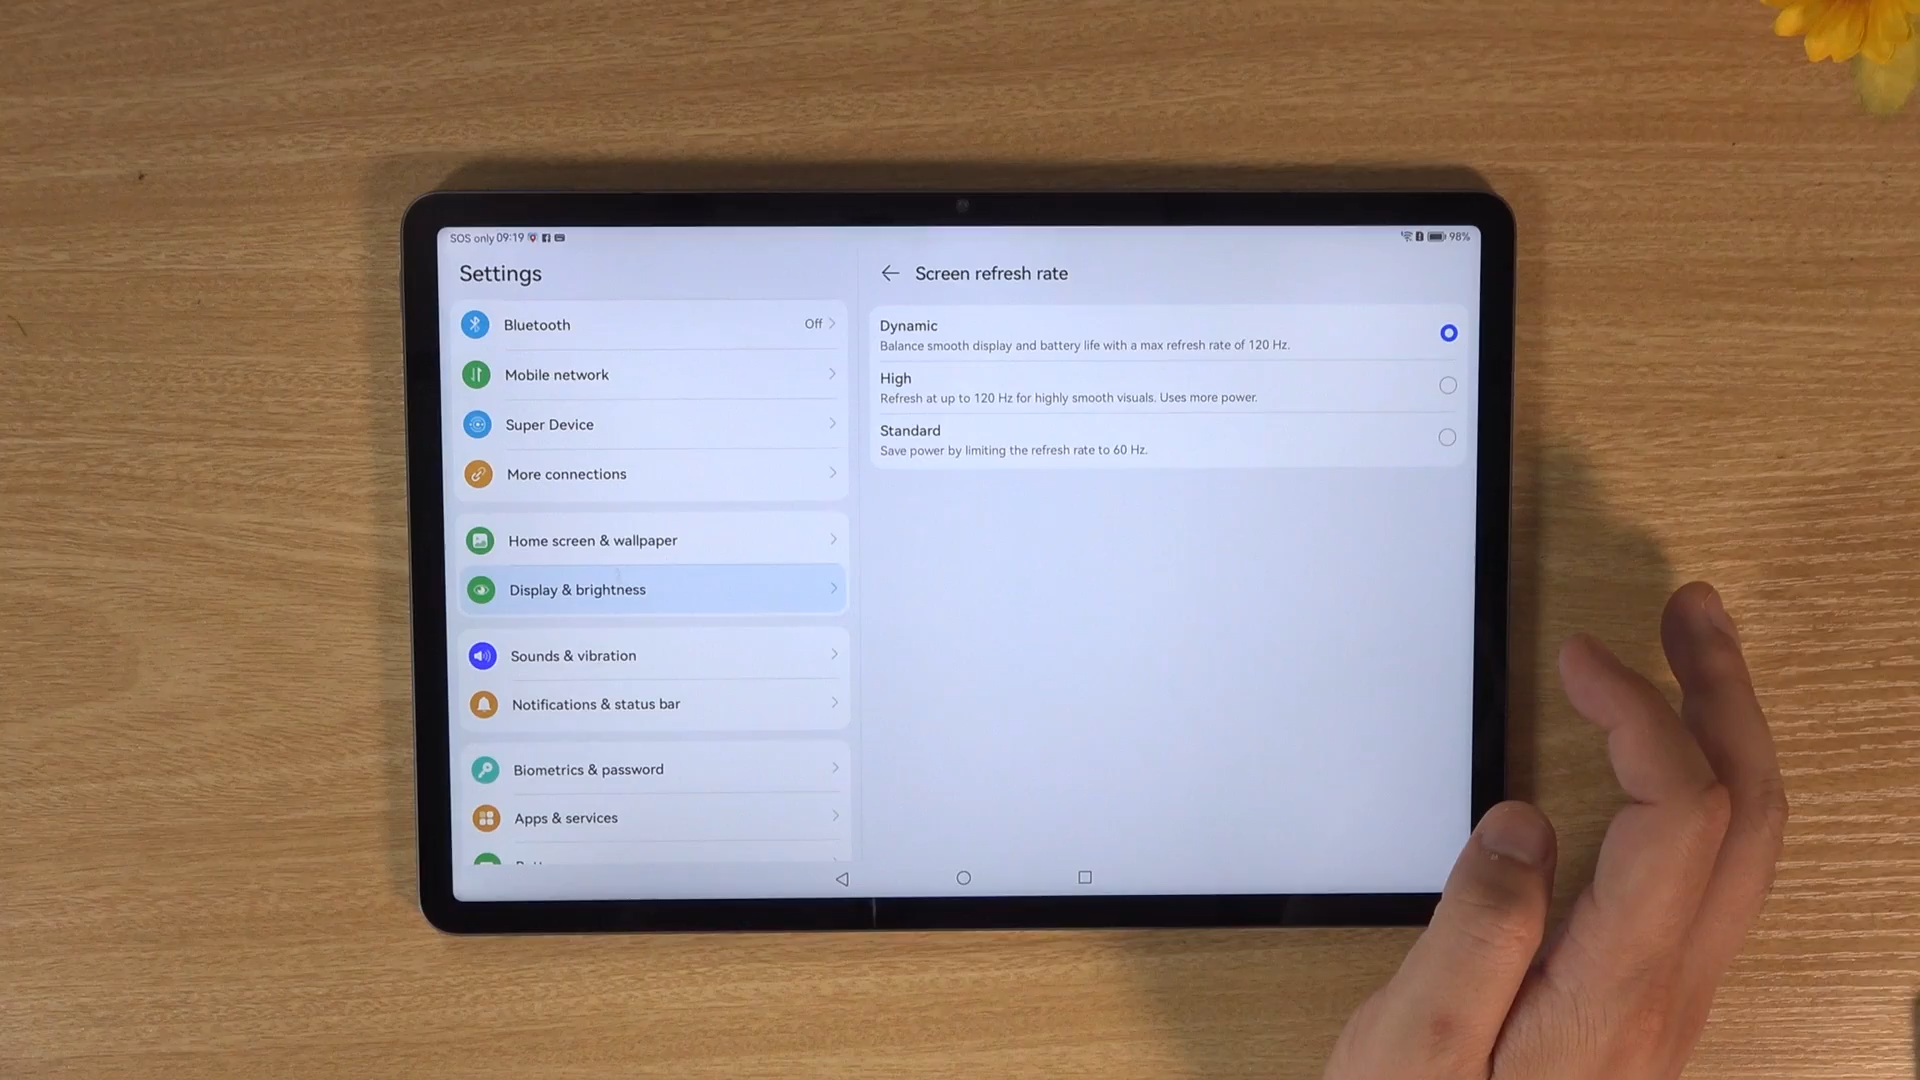 SOS only 09:19
98%
Settings
Bluetooth
Off
Mobile network
Super Device
More connections
Home screen & wallpaper
Display & brightness
Sounds & vibration
Notifications & status bar
Biometrics & password
Apps & services
Screen refresh rate
Dynamic
Balance smooth display and battery life with a max refresh rate of 120 Hz.
High
Refresh at up to 120 Hz for highly smooth visuals. Uses more power.
Standard
Save power by limiting the refresh rate to 60 Hz.